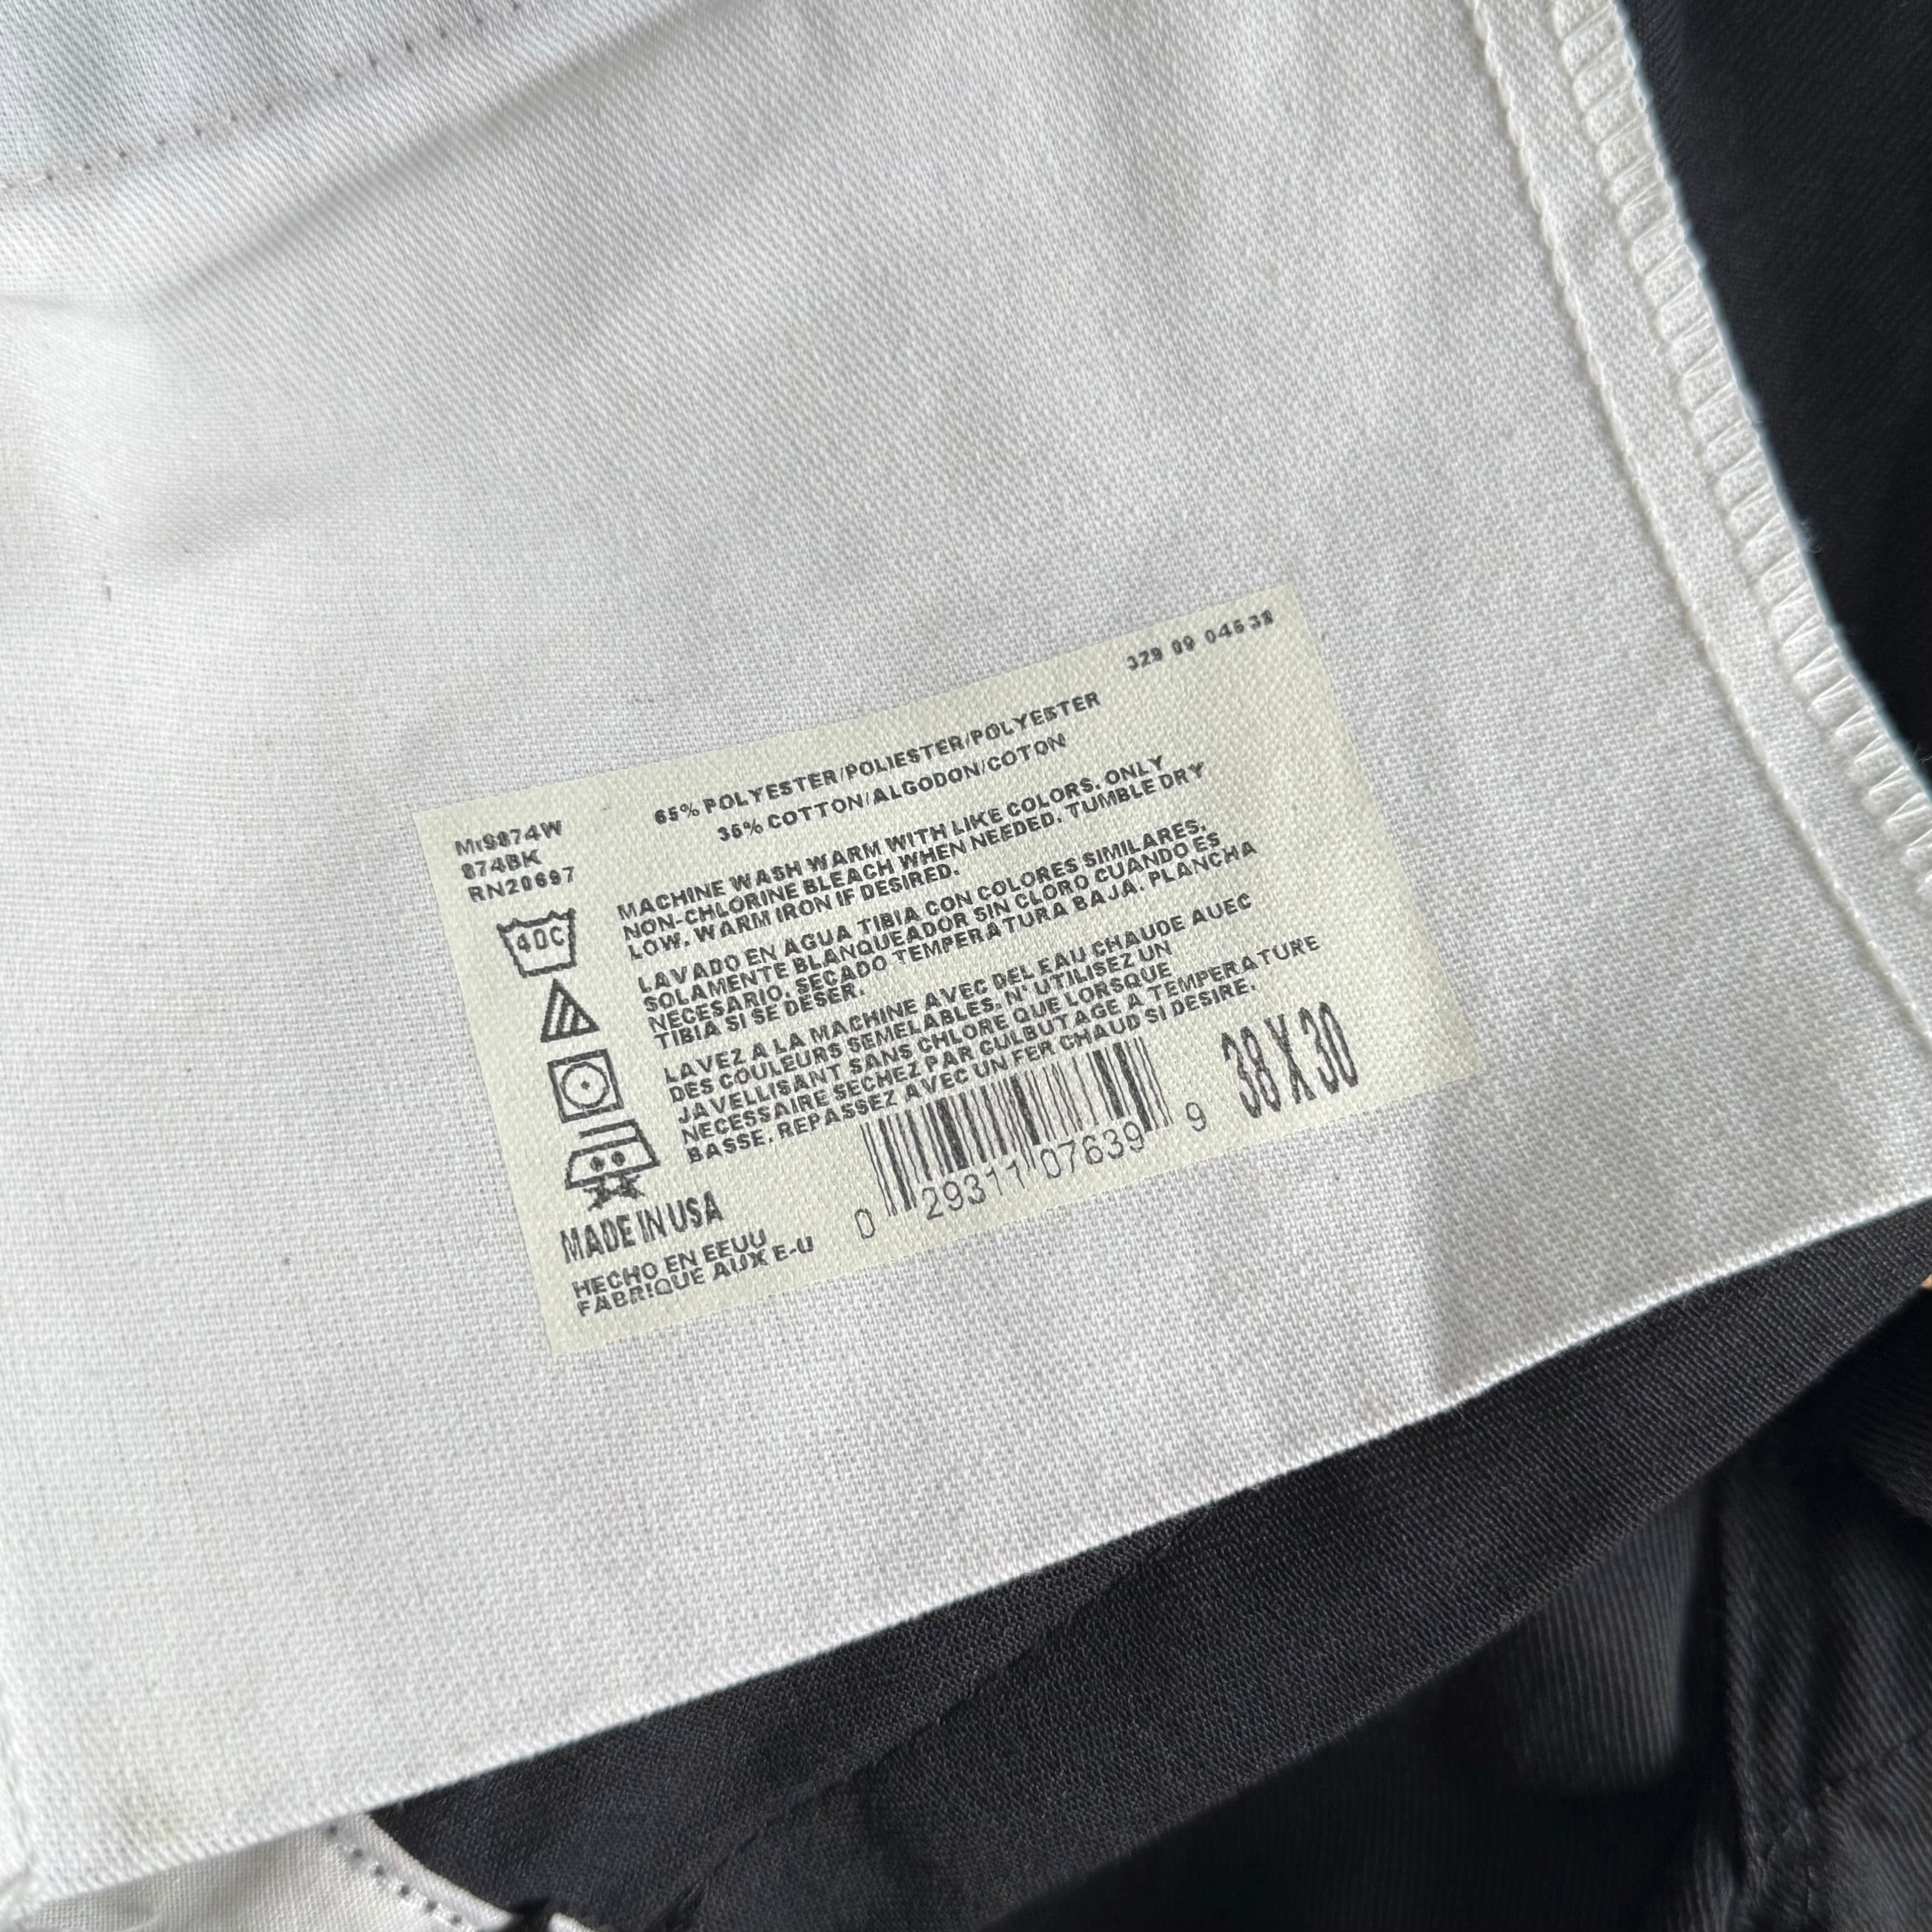 329 99 04538
65% POLYESTER/POLIESTER/POLYESTER
35% COTTON/ALGODON/COTON
874BK
RN20697
40C
MACHINE WASH WARM WITH LIKE COLORS. ONLY
NON-CHLORINE BLEACH WHEN NEEDED. TUMBLE DRY
LOW. WARM IRON IF DESIRED.
LAVADO EN AGUA TIBIA CON COLORES SIMILARES.
SOLAMENTE BLANQUEADOR SIN CLORO CUANDO ES
NECESARIO. SECADO TEMPERATURA BAJA. PLANCHA
TIBIA SI SE DESER.
LAVEZ A LA MACHINE AVEC DEL EAU CHAUDE AUEC
DES COULEURS SEMELABLES. N' UTILISEZ UN
JAVELLISANT SANS CHLORE QUE LORSQUE
NECESSAIRE SECHEZ PAR CULBUTAGE A TEMPERATURE
BASSE. REPASSEZ AVEC UN FER CHAUD SI DESIRE.
38 X 30
0 29311 07639 9
MADE IN USA
HECHO EN EEUU
FABRIQUE AUX E-U